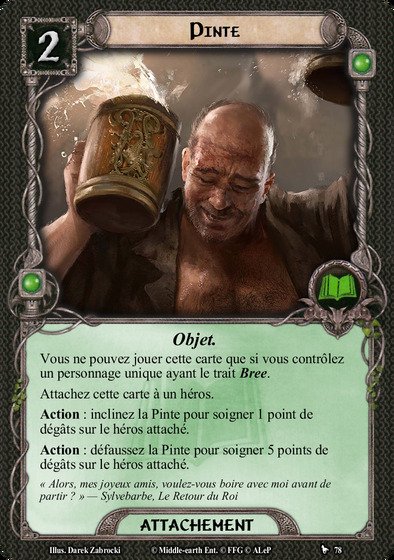 2
Pinte
Objet.
Vous ne pouvez jouer cette carte que si vous contrôlez
un personnage unique ayant le trait Bree.
Attachez cette carte à un héros.
Action : inclinez la Pinte pour soigner 1 point de
dégâts sur le héros attaché.
Action : défaussez la Pinte pour soigner 5 points de
dégâts sur le héros attaché.
« Alors, mes joyeux amis, voulez-vous boire avec moi avant de
partir ? » — Sylvebarbe, Le Retour du Roi
ATTACHEMENT
Illus. Darek Zabrocki © Middle-earth Ent. © FFG © ALeP 78